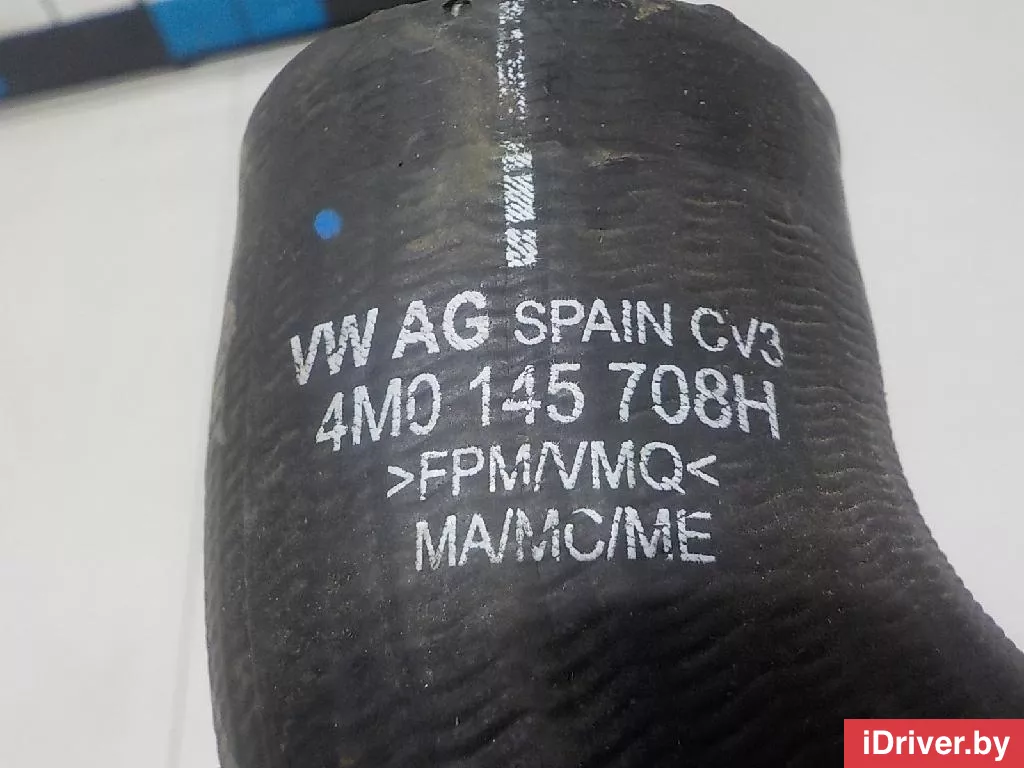 VW AG SPAIN CV3
4M0 145 708H
>FPM/VMQ<
MA/MC/ME
iDriver.by